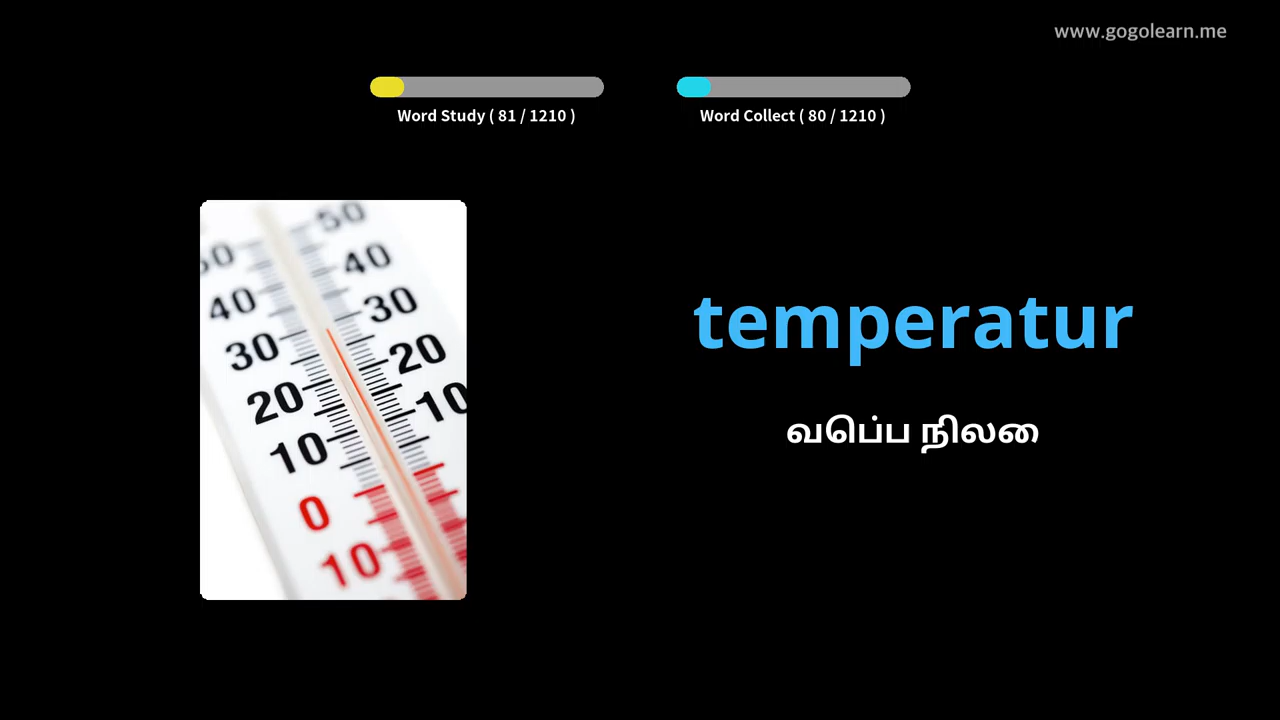 www.gogolearn.me
Word Study ( 81 / 1210 )
Word Collect ( 80 / 1210 )
50
50 40
40 30
30 20
20 10
10
0
10
temperatur
வெப்ப நிலை